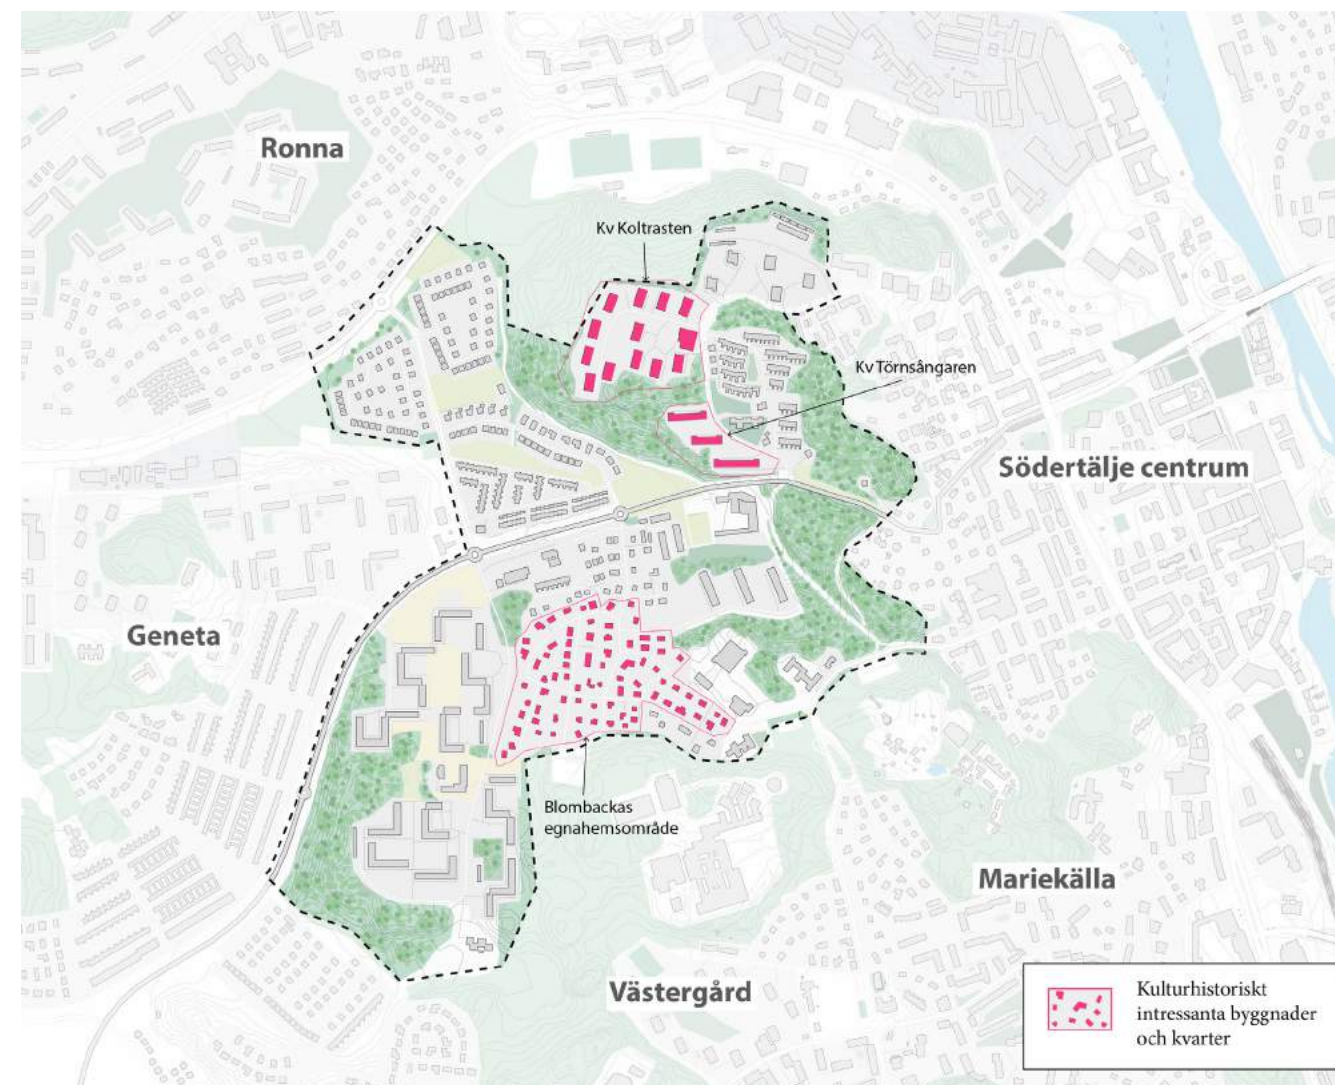 Ronna
Kv Koltrasten
Kv Törnsångaren
Södertälje centrum
Geneta
Blombackas
egnahemsområde
Mariekälla
Västergård
Kulturhistoriskt
intressanta byggnader
och kvarter